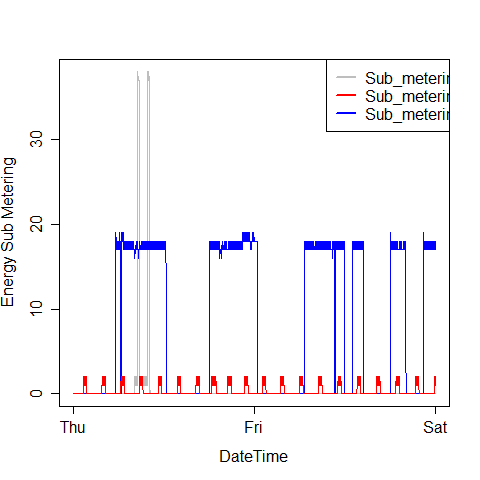 Sub_meterin
Sub_meterin
Sub_meterin
Energy Sub Metering
30
20
10
0
Thu
Fri
Sat
DateTime